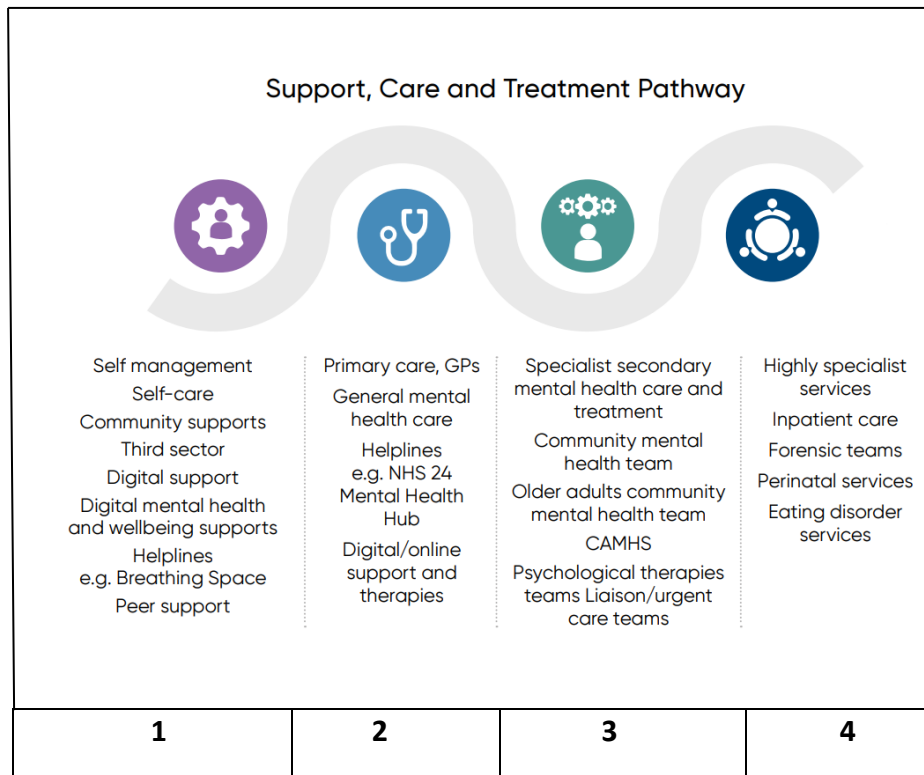 Support, Care and Treatment Pathway
Self management
Self-care
Community supports
Third sector
Digital support
Digital mental health
and wellbeing supports
Helplines
e.g. Breathing Space
Peer support
Primary care, GPs
General mental
health care
Helplines
e.g. NHS 24
Mental Health
Hub
Digital/online
support and
therapies
Specialist secondary
mental health care and
treatment
Community mental
health team
Older adults community
mental health team
CAMHS
Psychological therapies
teams Liaison/urgent
care teams
Highly specialist
services
Inpatient care
Forensic teams
Perinatal services
Eating disorder
services
1
2
3
4